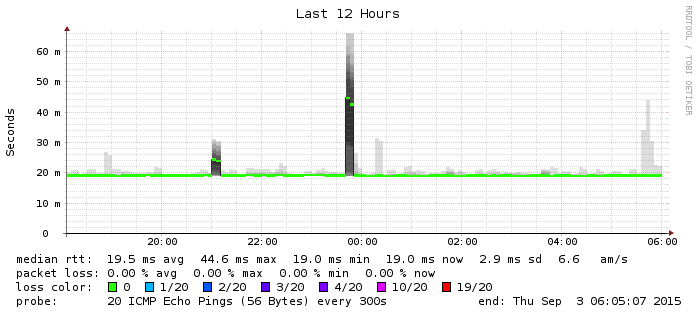 Last 12 Hours
RRDTOOL / TOBI OETIKER
Seconds
60 m
50 m
40 m
30 m
20 m
10 m
0
20:00 22:00 00:00 02:00 04:00 06:00
median rtt: 19.5 ms avg 44.6 ms max 19.0 ms min 19.0 ms now 2.9 ms sd 6.6 am/s
packet loss: 0.00 % avg 0.00 % max 0.00 % min 0.00 % now
loss color: 0 1/20 2/20 3/20 4/20 10/20 19/20
probe: 20 ICMP Echo Pings (56 Bytes) every 300s end: Thu Sep 3 06:05:07 2015